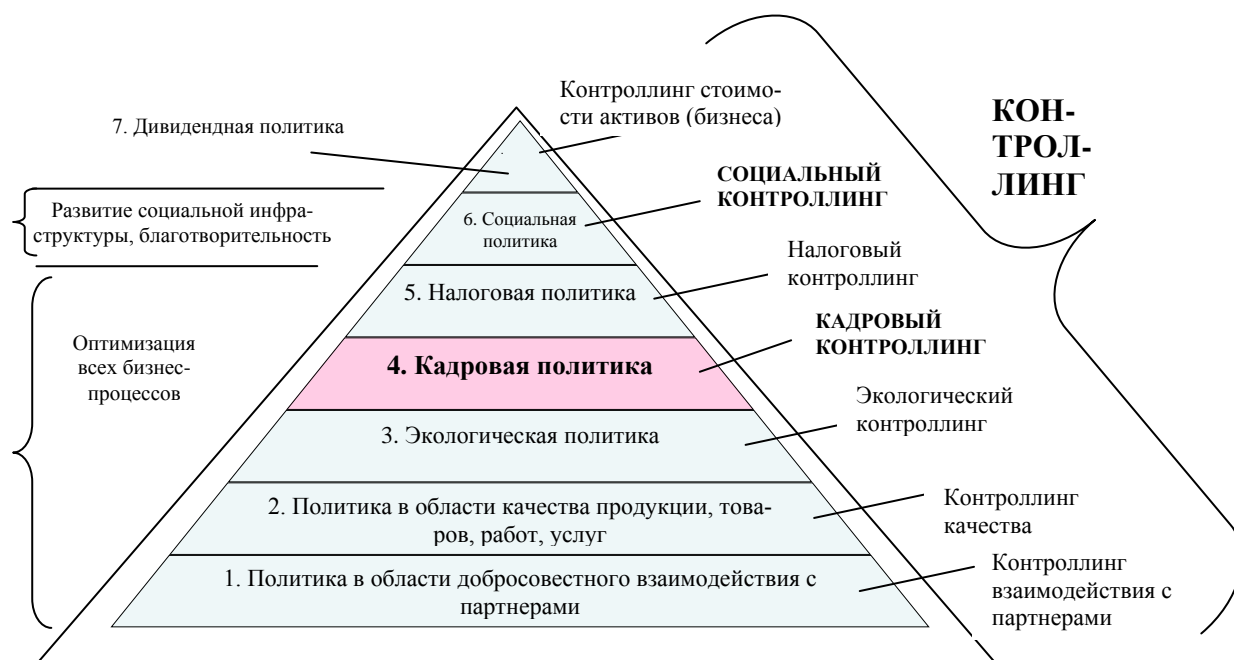 Контроллинг стоимо-
сти активов (бизнеса)
КОН-
ТРОЛ-
ЛИНГ
7. Дивидендная политика
СОЦИАЛЬНЫЙ
КОНТРОЛЛИНГ
Развитие социальной инфра-
структуры, благотворительность
6. Социальная
политика
Налоговый
контроллинг
5. Налоговая политика
КАДРОВЫЙ
КОНТРОЛЛИНГ
Оптимизация
всех бизнес-
процессов
4. Кадровая политика
Экологический
контроллинг
3. Экологическая политика
Контроллинг
качества
2. Политика в области качества продукции, това-
ров, работ, услуг
Контроллинг
взаимодействия с
партнерами
1. Политика в области добросовестного взаимодействия с
партнерами